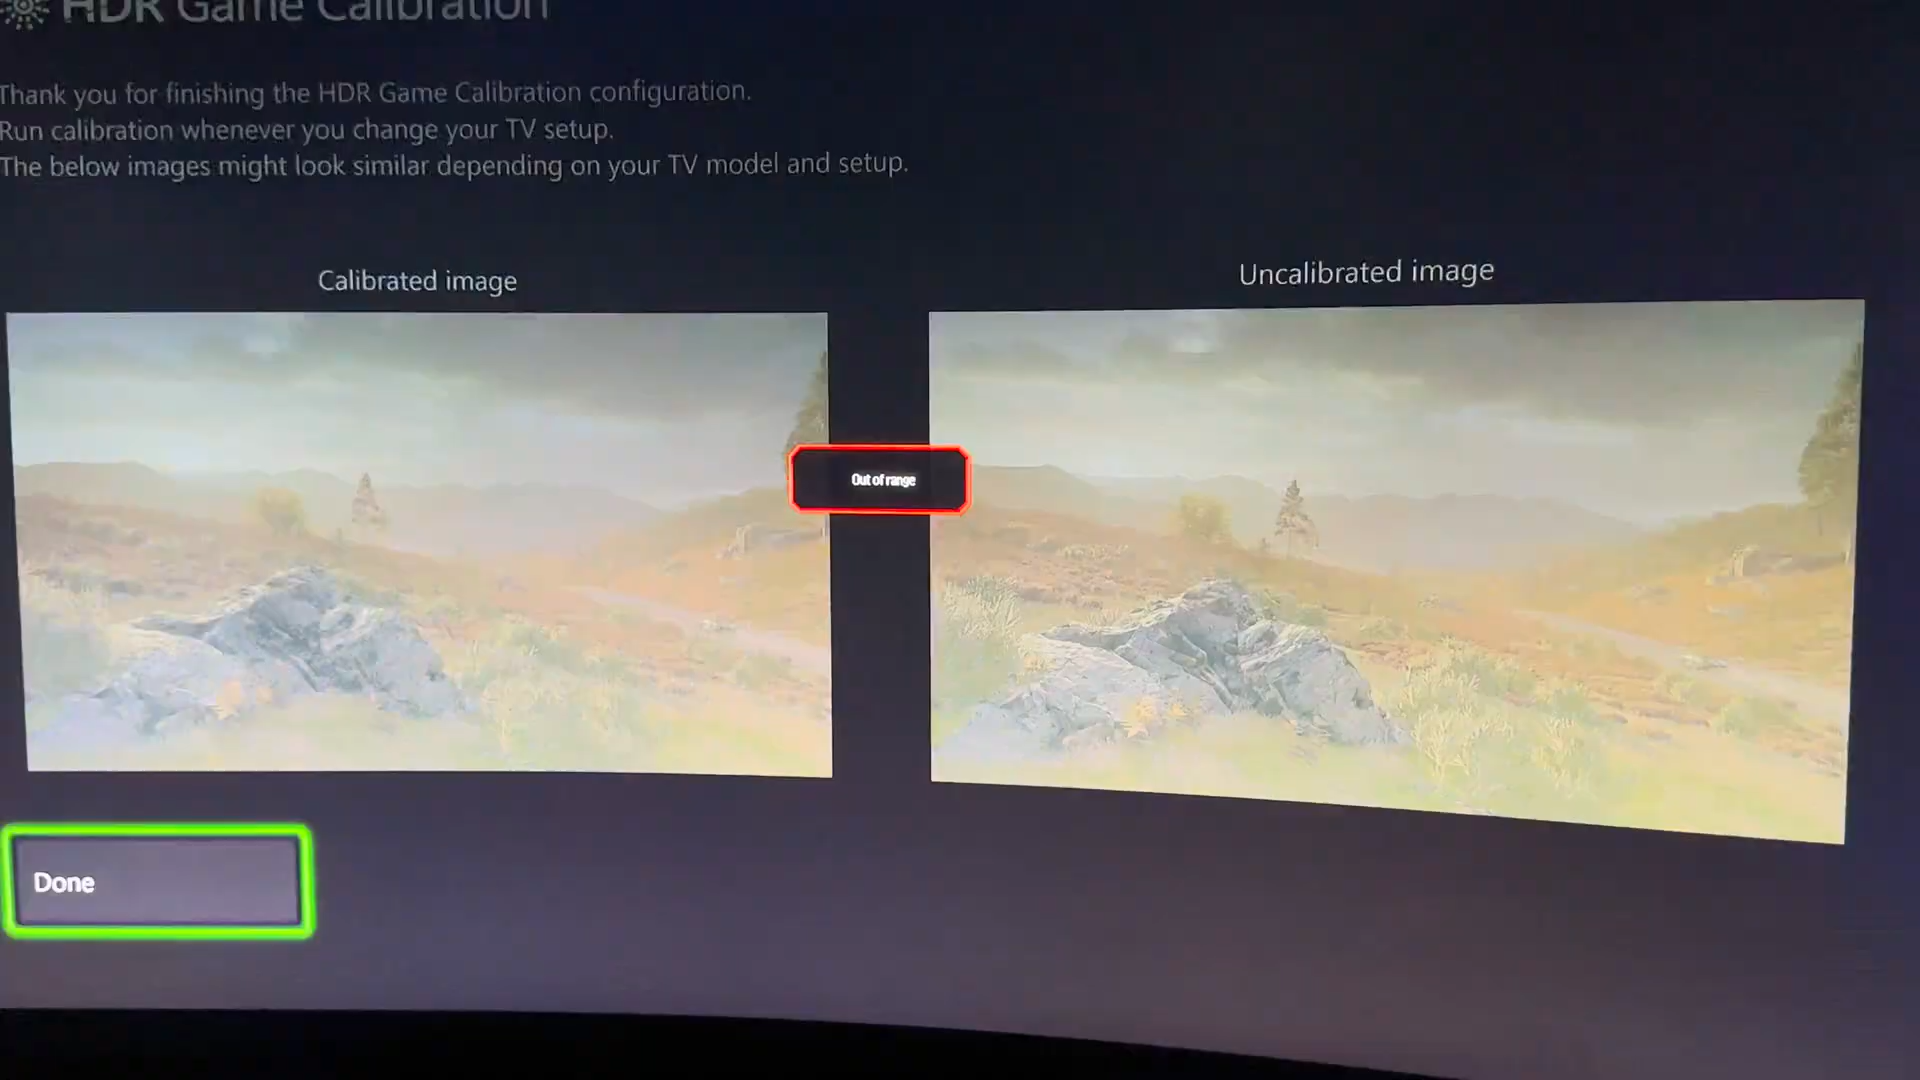 HDR Game Calibration
Thank you for finishing the HDR Game Calibration configuration.
Run calibration whenever you change your TV setup.
The below images might look similar depending on your TV model and setup.
Calibrated image
Uncalibrated image
Out of range
Done